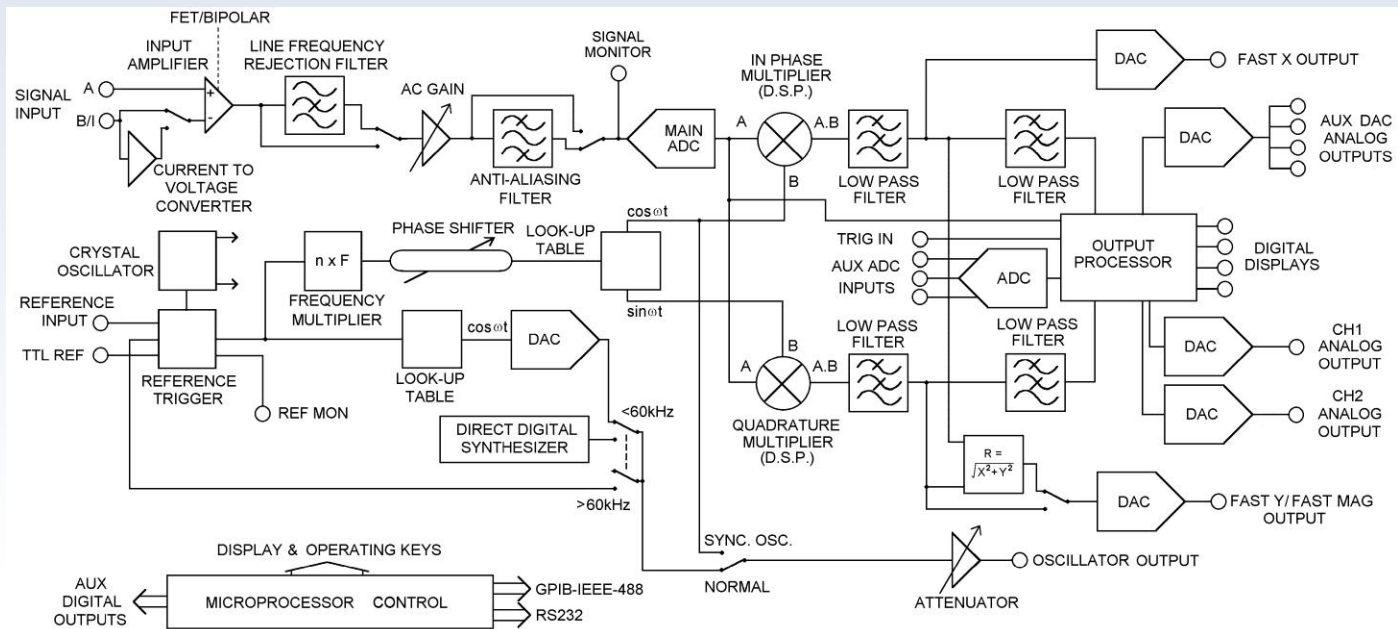 FET/BIPOLAR
INPUT
AMPLIFIER
LINE FREQUENCY
REJECTION FILTER
SIGNAL
INPUT
A
B/I
+
-
CURRENT TO
VOLTAGE
CONVERTER
AC GAIN
ANTI-ALIASING
FILTER
SIGNAL
MONITOR
MAIN
ADC
IN PHASE
MULTIPLIER
(D.S.P.)
A
A.B
B
LOW PASS
FILTER
LOW PASS
FILTER
DAC
FAST X OUTPUT
DAC
AUX DAC
ANALOG
OUTPUTS
CRYSTAL
OSCILLATOR
REFERENCE
INPUT
TTL REF
REFERENCE
TRIGGER
REF MON
n x F
FREQUENCY
MULTIPLIER
PHASE SHIFTER
LOOK-UP
TABLE
cosωt
sinωt
LOOK-UP
TABLE
cosωt
DAC
TRIG IN
AUX ADC
INPUTS
ADC
OUTPUT
PROCESSOR
DIGITAL
DISPLAYS
<60kHz
DIRECT DIGITAL
SYNTHESIZER
>60kHz
B
A
A.B
QUADRATURE
MULTIPLIER
(D.S.P.)
LOW PASS
FILTER
LOW PASS
FILTER
DAC
CH1
ANALOG
OUTPUT
DAC
CH2
ANALOG
OUTPUT
R =
√X²+Y²
DAC
FAST Y/ FAST MAG
OUTPUT
SYNC. OSC.
NORMAL
ATTENUATOR
OSCILLATOR OUTPUT
DISPLAY & OPERATING KEYS
AUX
DIGITAL
OUTPUTS
MICROPROCESSOR CONTROL
GPIB-IEEE-488
RS232